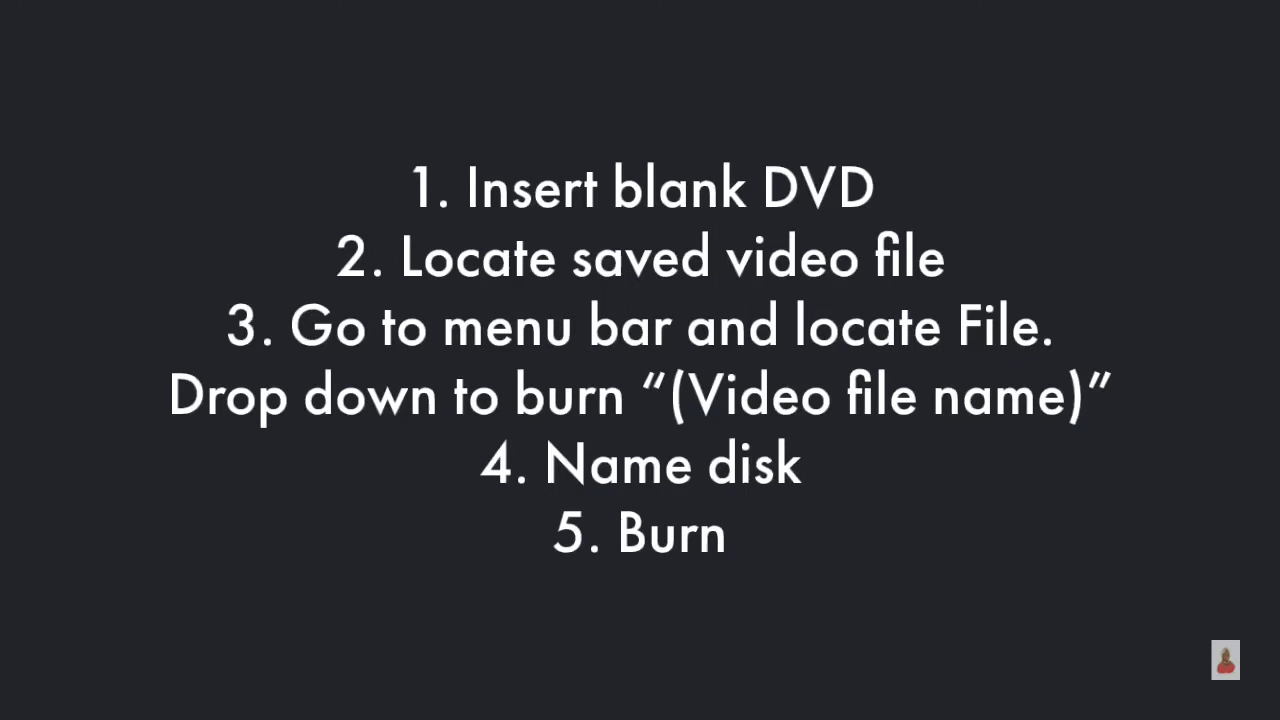 1. Insert blank DVD
2. Locate saved video file
3. Go to menu bar and locate File.
Drop down to burn “(Video file name)”
4. Name disk
5. Burn